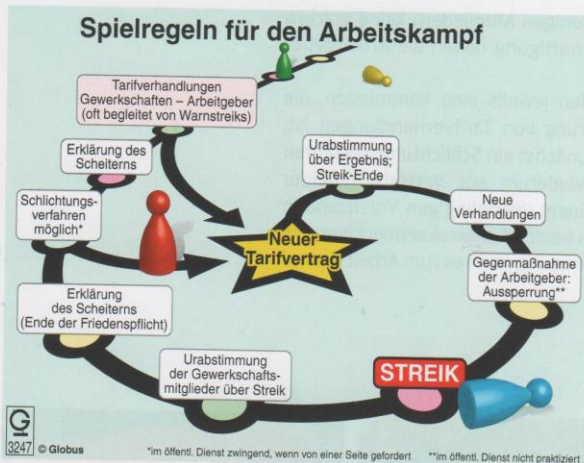 Spielregeln für den Arbeitskampf
Tarifverhandlungen
Gewerkschaften – Arbeitgeber
(oft begleitet von Warnstreiks)
Erklärung des
Scheiterns
Schlichtungs-
verfahren
möglich*
Erklärung
des Scheiterns
(Ende der Friedenspflicht)
Urabstimmung
der Gewerkschafts-
mitglieder über Streik
STREIK
Gegenmaßnahme
der Arbeitgeber:
Aussperrung**
Neue
Verhandlungen
Urabstimmung
über Ergebnis;
Streik-Ende
Neuer
Tarifvertrag
G
3247 © Globus
*im öffentl. Dienst zwingend, wenn von einer Seite gefordert **im öffentl. Dienst nicht praktiziert